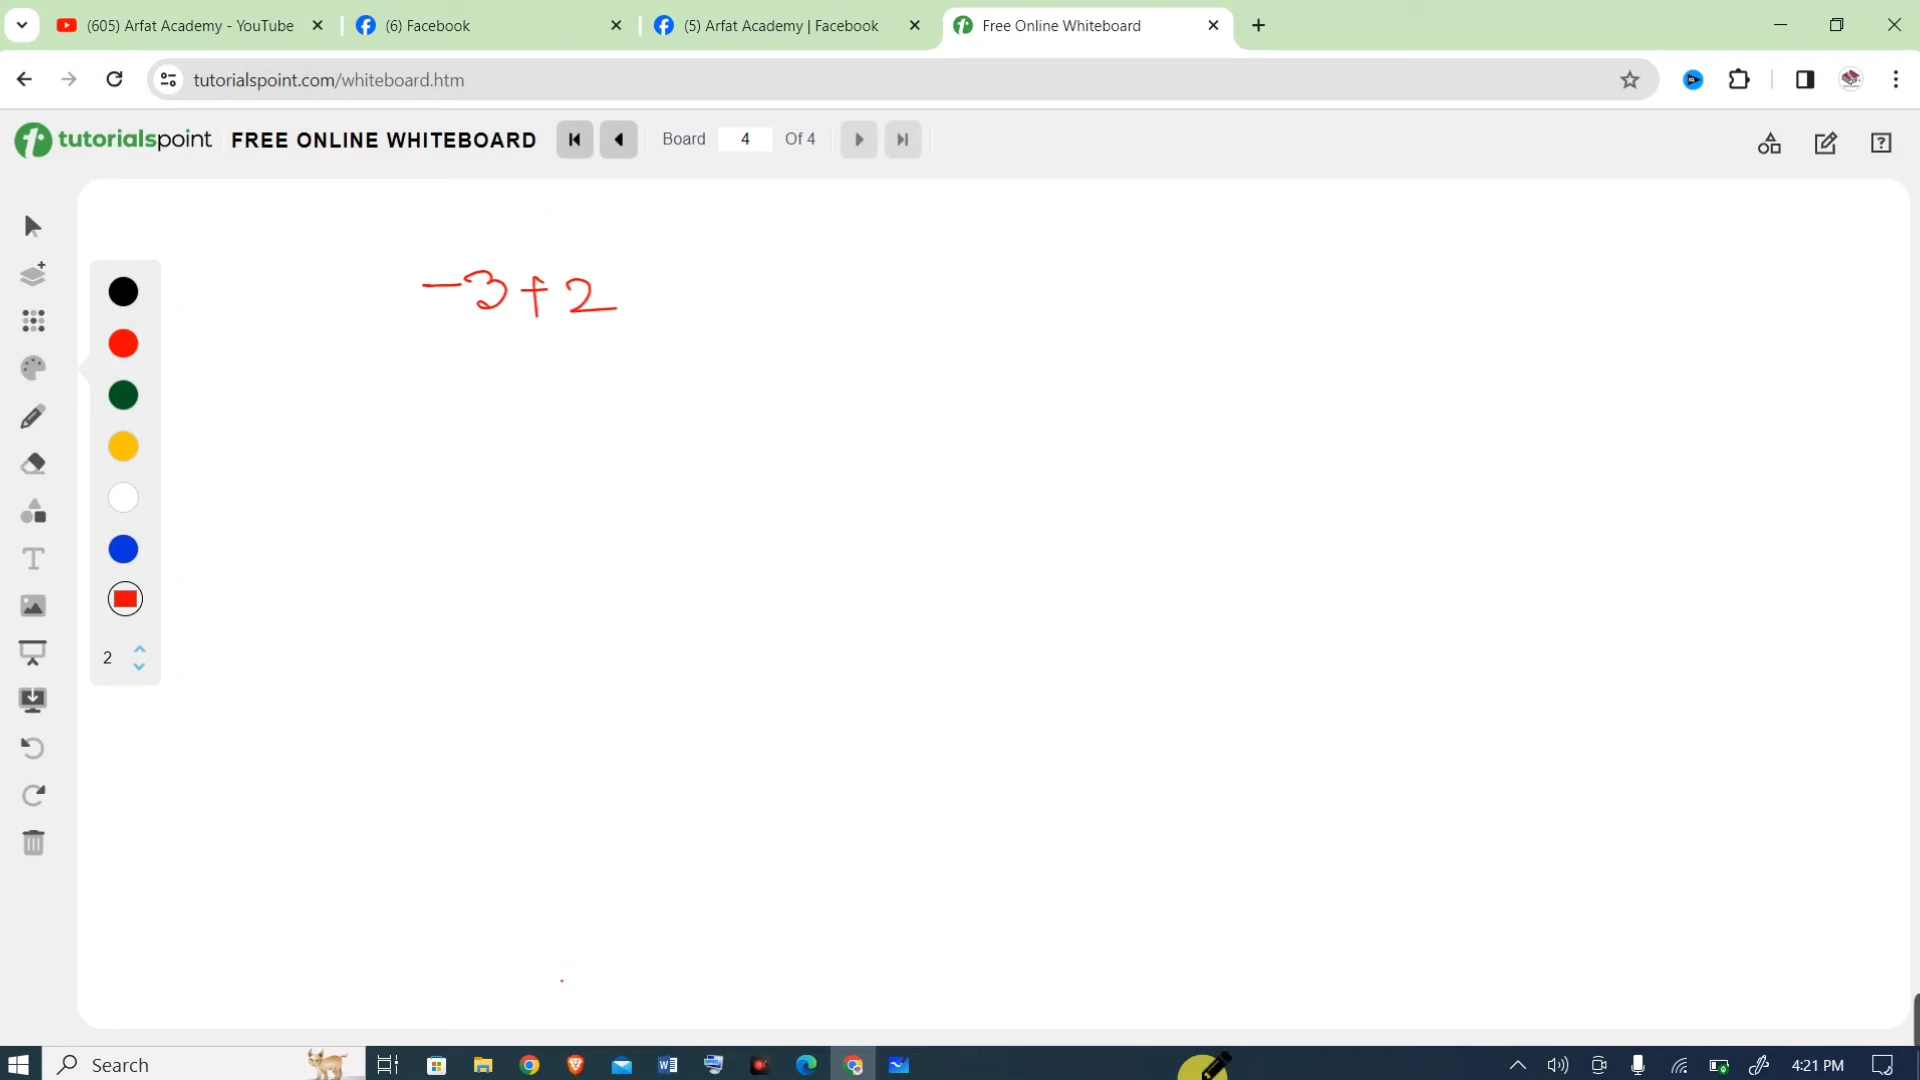 (605) Arfat Academy - YouTube
(6) Facebook
(5) Arfat Academy | Facebook
Free Online Whiteboard
tutorialspoint.com/whiteboard.htm
tutorialspoint
FREE ONLINE WHITEBOARD
Board 4 Of 4
-3+2
2
Search
4:21 PM